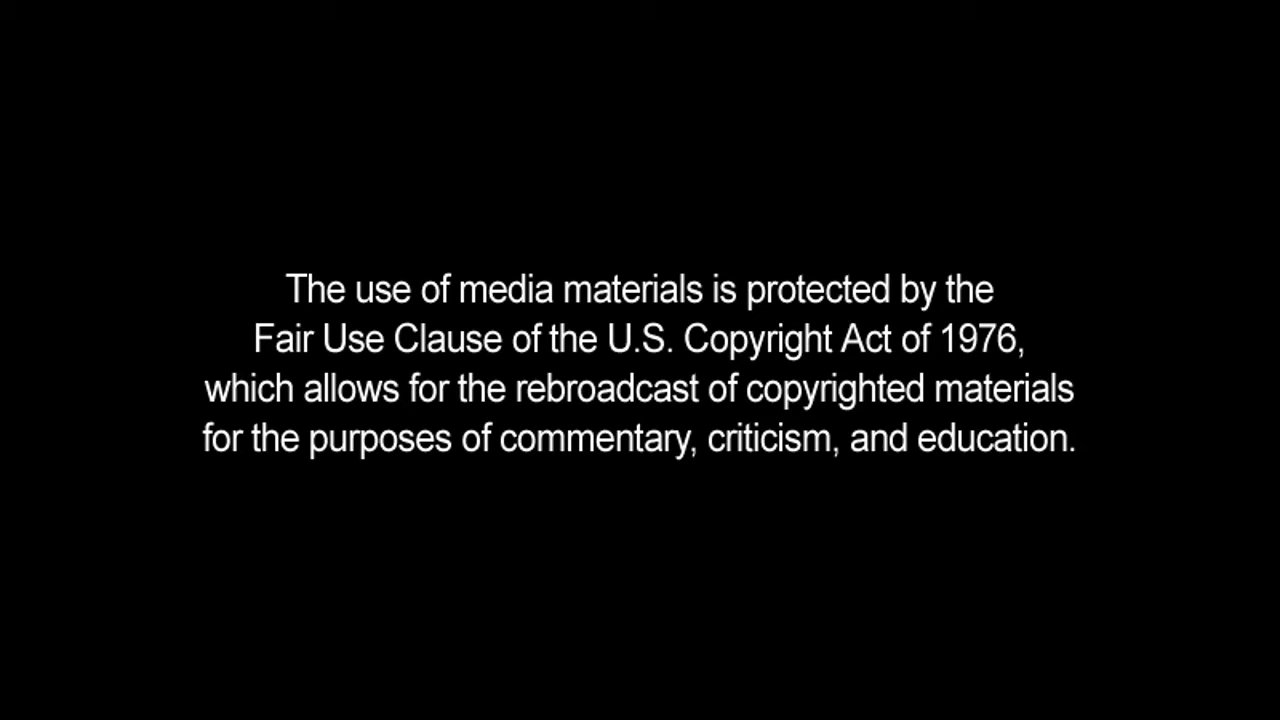 The use of media materials is protected by the
Fair Use Clause of the U.S. Copyright Act of 1976,
which allows for the rebroadcast of copyrighted materials
for the purposes of commentary, criticism, and education.